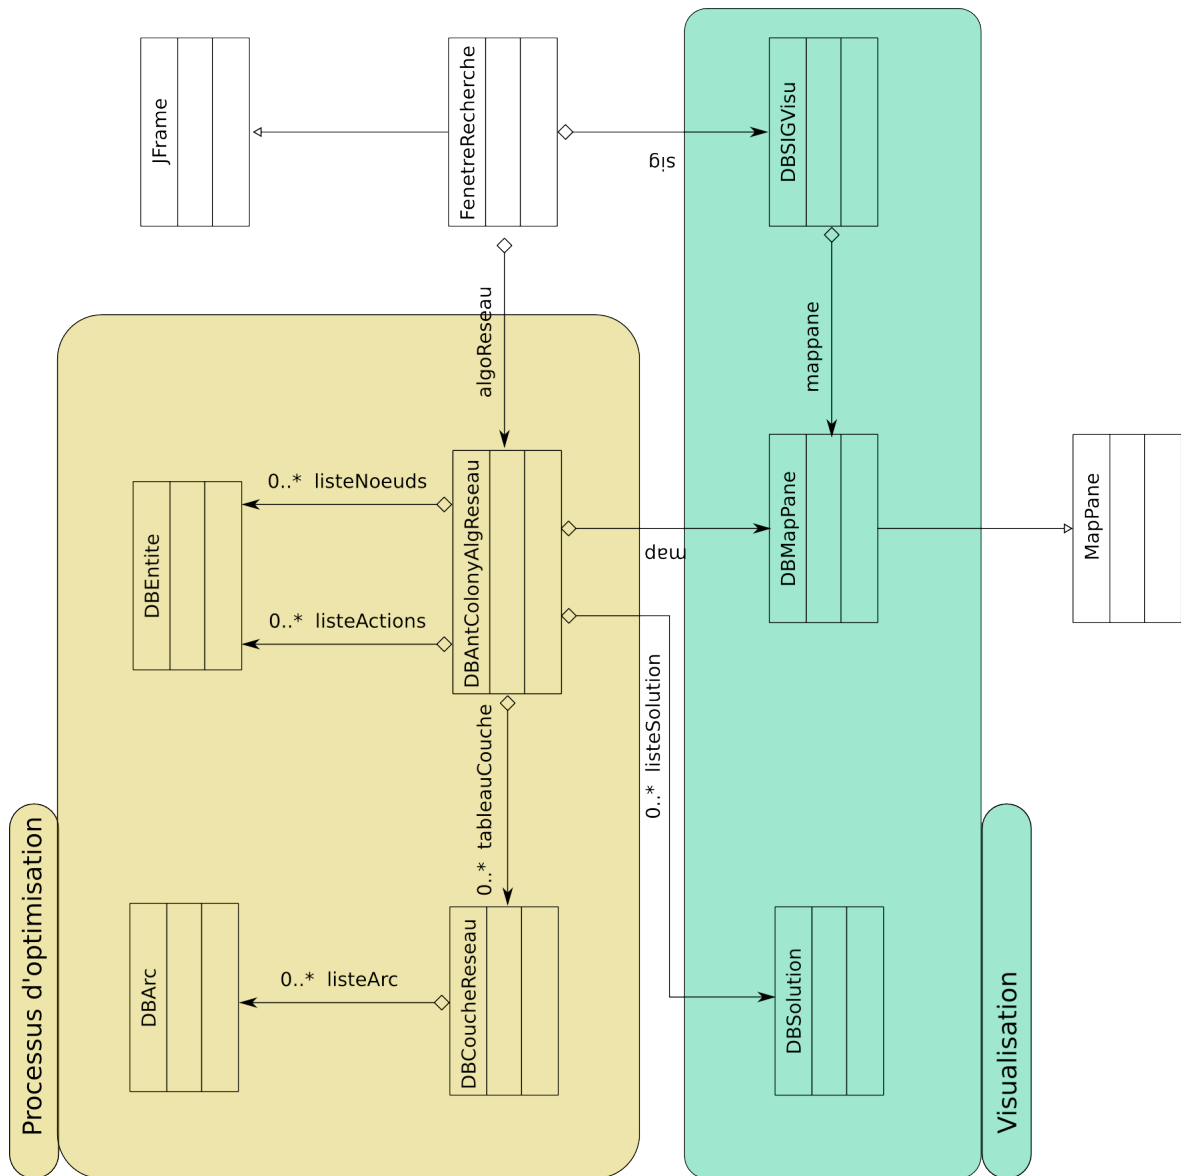 JFrame
FenetreRecherche
DBSIGVisu
sig
algoReseau
mappane
0..* listeNoeuds
DBEntite
0..* listeActions
DBAntColonyAlgReseau
map
DBMapPane
MapPane
0..* listeSolution
0..* tableauCouche
Processus d'optimisation
DBArc
0..* listeArc
DBCoucheReseau
DBSolution
Visualisation